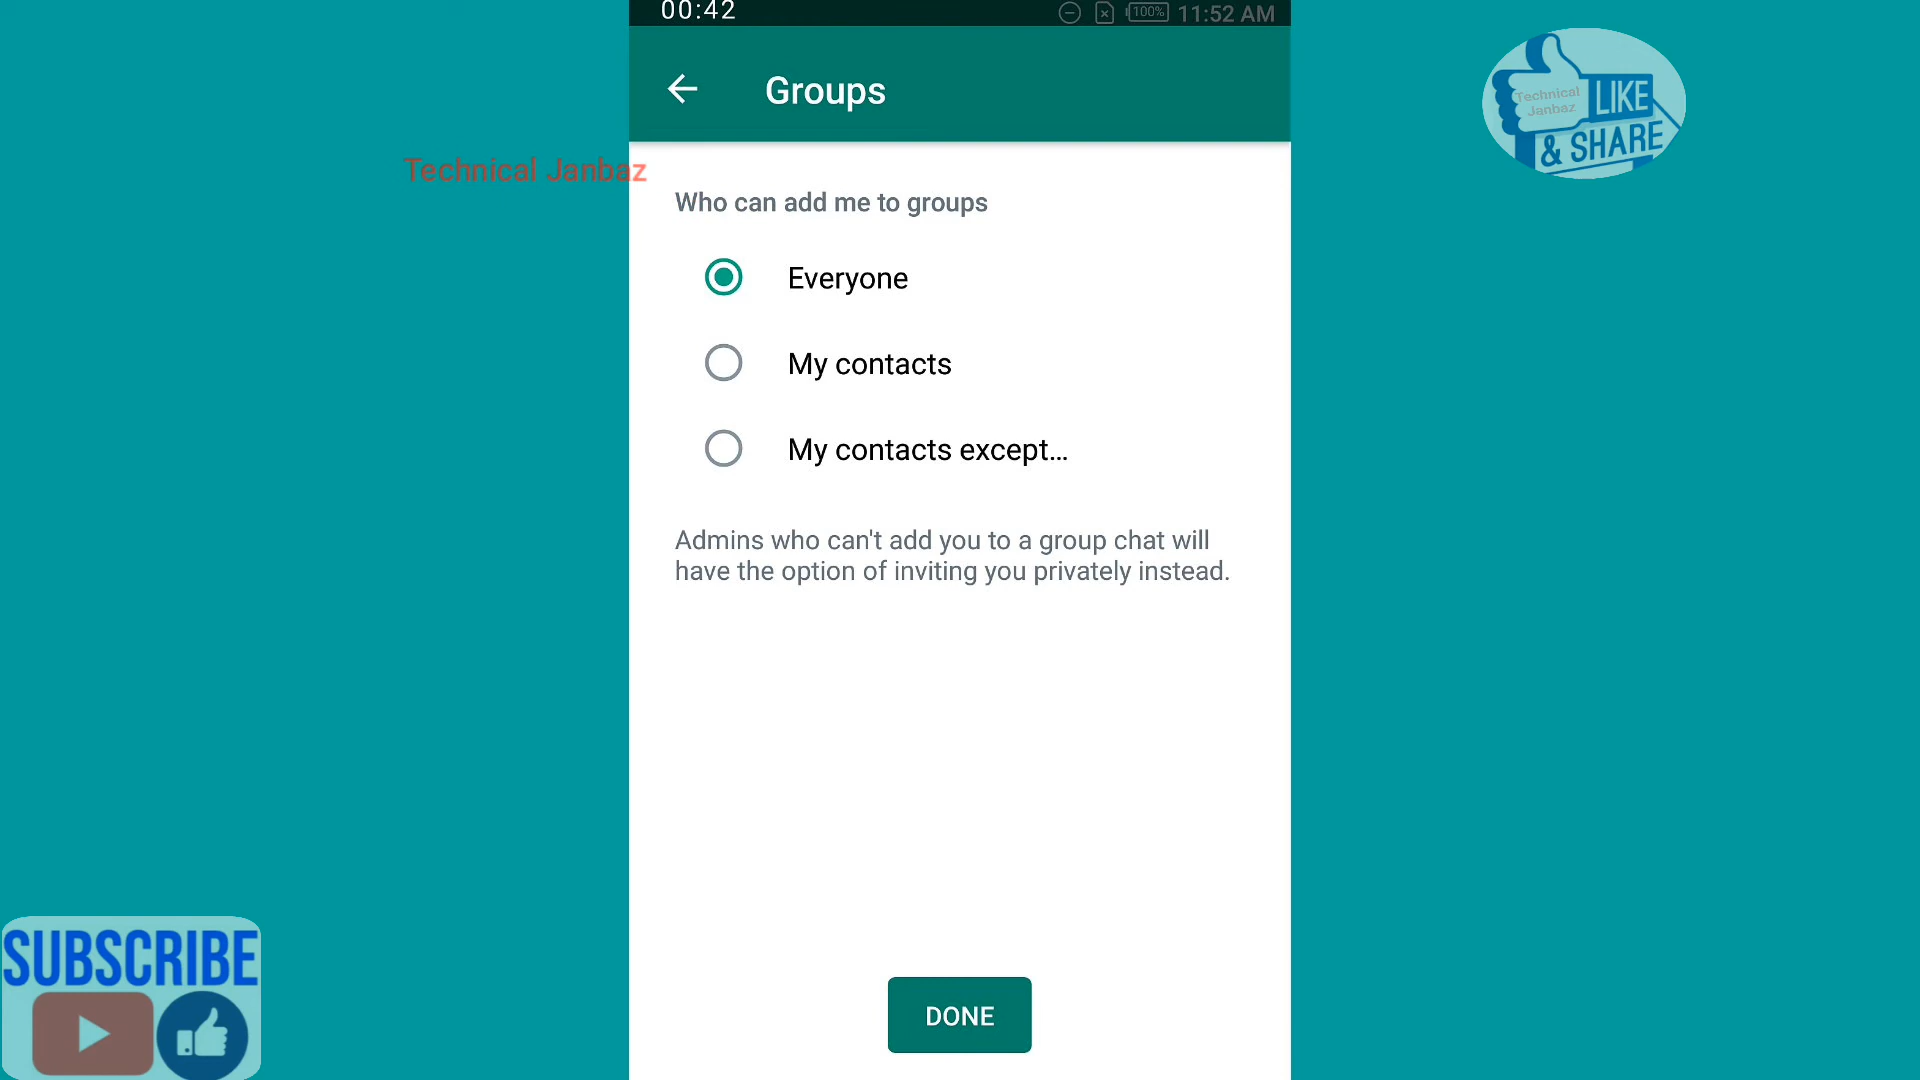 00:42
100%
11:52 AM
Groups
Technical Janbaz
Technical
Janbaz
LIKE
& SHARE
Who can add me to groups
Everyone
My contacts
My contacts except...
Admins who can't add you to a group chat will
have the option of inviting you privately instead.
SUBSCRIBE
DONE